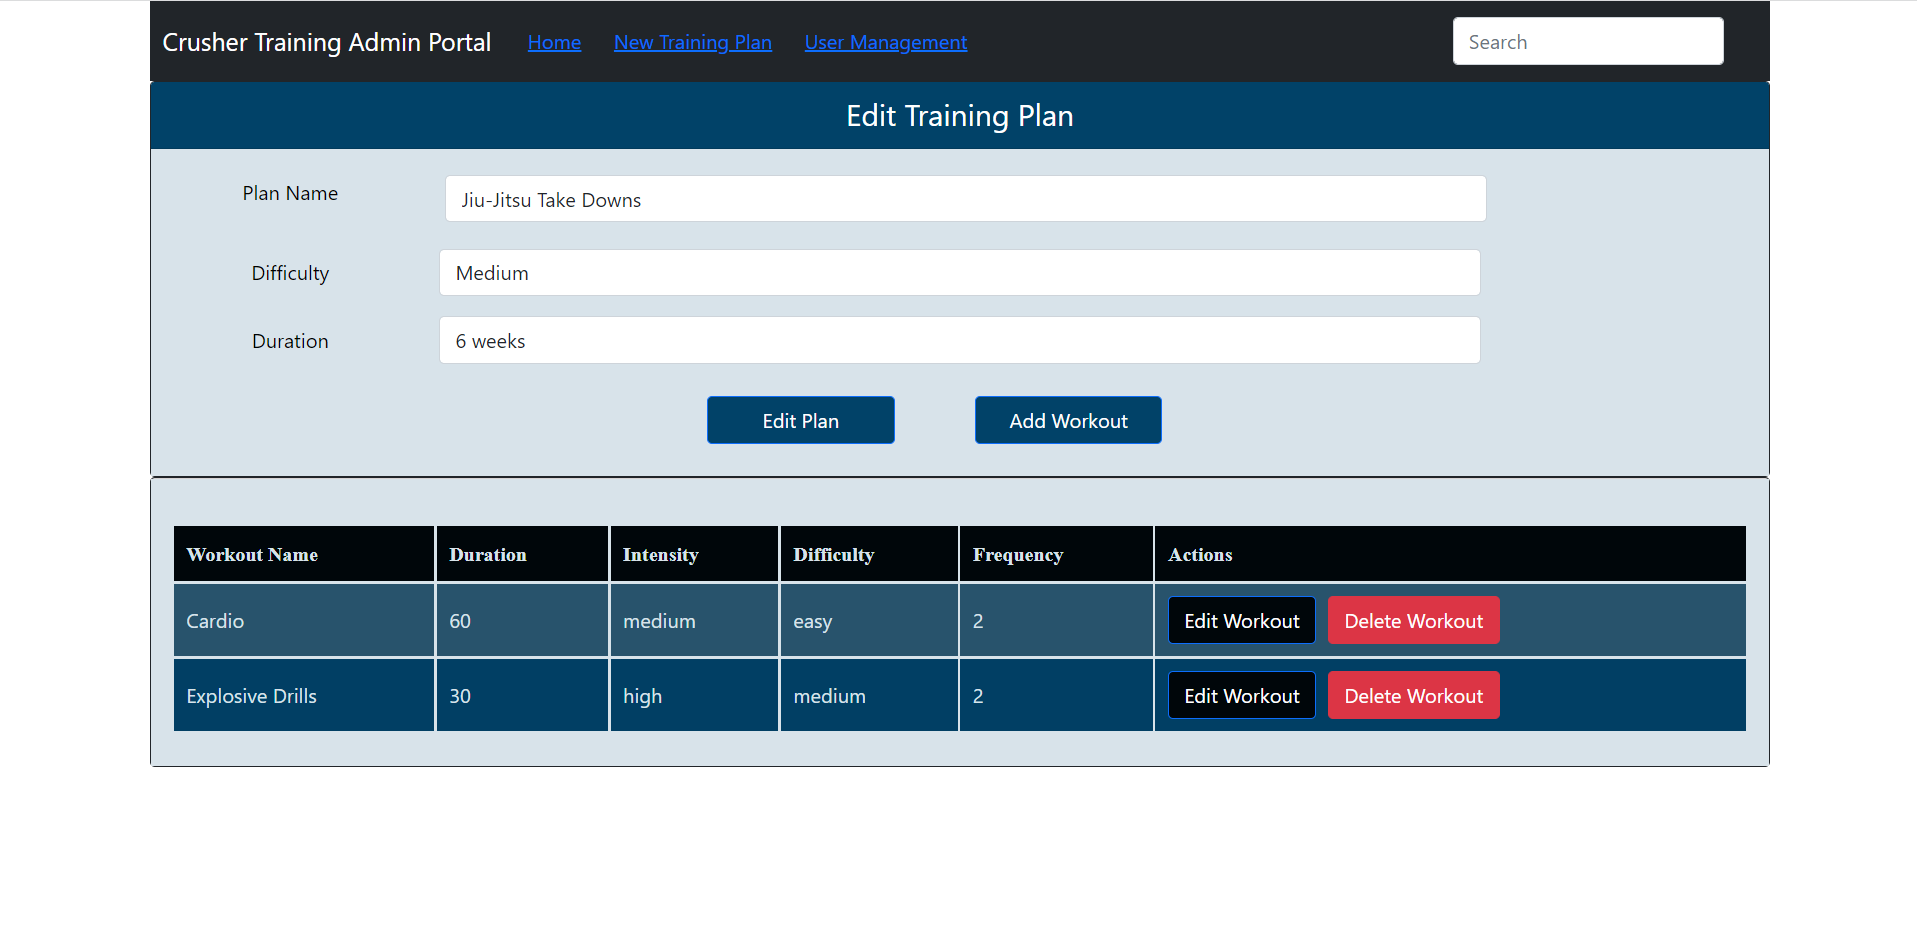 Crusher Training Admin Portal Home New Training Plan User Management Search
Edit Training Plan
Plan Name Jiu-Jitsu Take Downs
Difficulty Medium
Duration 6 weeks
Edit Plan Add Workout
Workout Name Duration Intensity Difficulty Frequency Actions
Cardio 60 medium easy 2 Edit Workout Delete Workout
Explosive Drills 30 high medium 2 Edit Workout Delete Workout